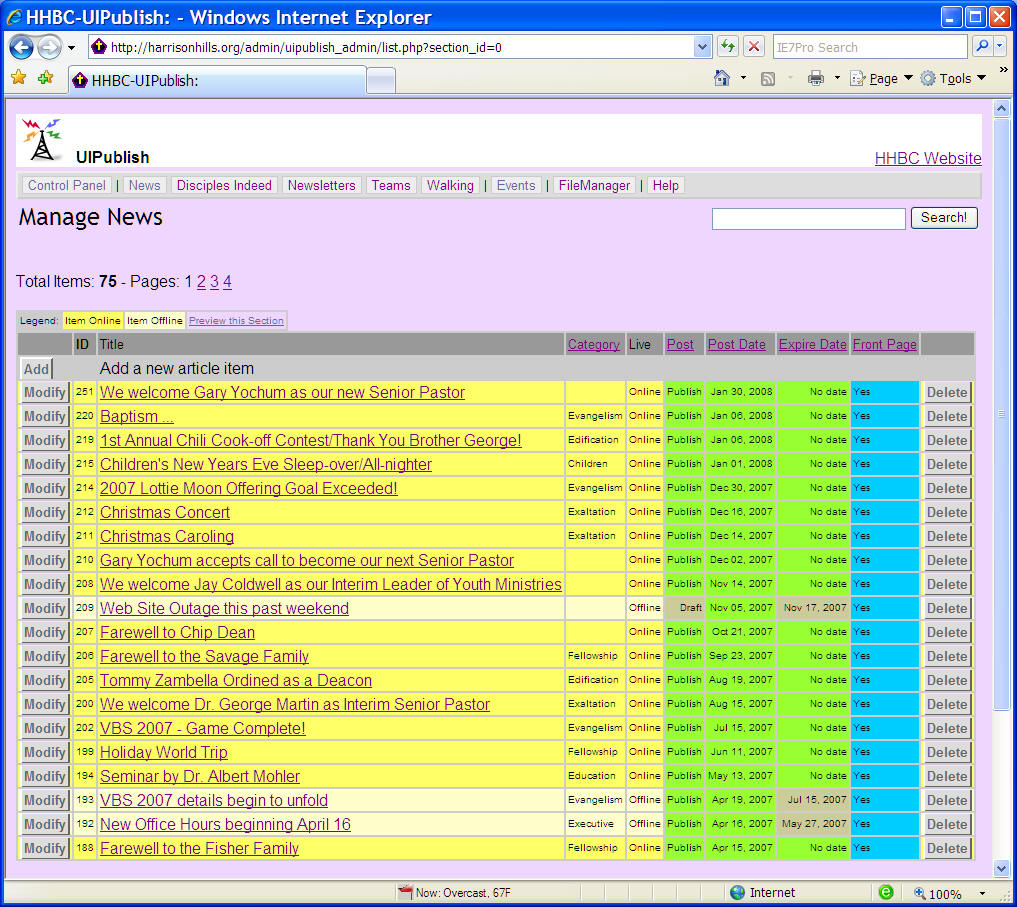 HHBC-UIPublish: - Windows Internet Explorer
http://harrisonhills.org/admin/uipublish_admin/list.php?section_id=0
IE7Pro Search
HHBC-UIPublish:
Page Tools »
UIPublish
HHBC Website
Control Panel | News Disciples Indeed Newsletters Teams Walking | Events | FileManager | Help
Manage News
Search!
Total Items: 75 - Pages: 1 2 3 4
Legend: Item Online Item Offline Preview this Section
ID Title Category Live Post Post Date Expire Date Front Page
Add Add a new article item
Modify 251 We welcome Gary Yochum as our new Senior Pastor Online Publish Jan 30, 2008 No date Yes Delete
Modify 220 Baptism ... Evangelism Online Publish Jan 06, 2008 No date Yes Delete
Modify 219 1st Annual Chili Cook-off Contest/Thank You Brother George! Edification Online Publish Jan 06, 2008 No date Yes Delete
Modify 215 Children's New Years Eve Sleep-over/All-nighter Children Online Publish Jan 01, 2008 No date Yes Delete
Modify 214 2007 Lottie Moon Offering Goal Exceeded! Evangelism Online Publish Dec 30, 2007 No date Yes Delete
Modify 212 Christmas Concert Exaltation Online Publish Dec 16, 2007 No date Yes Delete
Modify 211 Christmas Caroling Exaltation Online Publish Dec 14, 2007 No date Yes Delete
Modify 210 Gary Yochum accepts call to become our next Senior Pastor Online Publish Dec 02, 2007 No date Yes Delete
Modify 208 We welcome Jay Coldwell as our Interim Leader of Youth Ministries Online Publish Nov 14, 2007 No date Yes Delete
Modify 209 Web Site Outage this past weekend Offline Draft Nov 05, 2007 Nov 17, 2007 Yes Delete
Modify 207 Farewell to Chip Dean Online Publish Oct 21, 2007 No date Yes Delete
Modify 206 Farewell to the Savage Family Fellowship Online Publish Sep 23, 2007 No date Yes Delete
Modify 205 Tommy Zambella Ordined as a Deacon Edification Online Publish Aug 19, 2007 No date Yes Delete
Modify 200 We welcome Dr. George Martin as Interim Senior Pastor Exaltation Online Publish Aug 15, 2007 No date Yes Delete
Modify 202 VBS 2007 - Game Complete! Evangelism Online Publish Jul 15, 2007 No date Yes Delete
Modify 199 Holiday World Trip Fellowship Online Publish Jun 11, 2007 No date Yes Delete
Modify 194 Seminar by Dr. Albert Mohler Education Online Publish May 13, 2007 No date Yes Delete
Modify 193 VBS 2007 details begin to unfold Evangelism Offline Publish Apr 19, 2007 Jul 15, 2007 Yes Delete
Modify 192 New Office Hours beginning April 16 Executive Offline Publish Apr 16, 2007 May 27, 2007 Yes Delete
Modify 188 Farewell to the Fisher Family Fellowship Online Publish Apr 15, 2007 No date Yes Delete
Now: Overcast, 67F Internet 100%